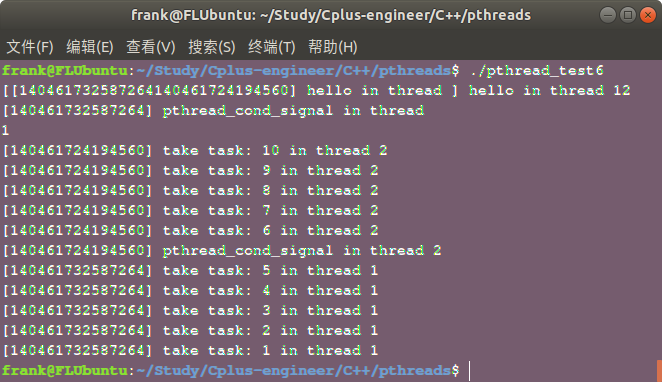 frank@FLUbuntu: ~/Study/Cplus-engineer/C++/pthreads
文件(F) 编辑(E) 查看(V) 搜索(S) 终端(T) 帮助(H)
frank@FLUbuntu:~/Study/Cplus-engineer/C++/pthreads$ ./pthread_test6
[[140461732587264140461724194560] hello in thread ] hello in thread 12
[140461732587264] pthread_cond_signal in thread
1
[140461724194560] take task: 10 in thread 2
[140461724194560] take task: 9 in thread 2
[140461724194560] take task: 8 in thread 2
[140461724194560] take task: 7 in thread 2
[140461724194560] take task: 6 in thread 2
[140461724194560] pthread_cond_signal in thread 2
[140461732587264] take task: 5 in thread 1
[140461732587264] take task: 4 in thread 1
[140461732587264] take task: 3 in thread 1
[140461732587264] take task: 2 in thread 1
[140461732587264] take task: 1 in thread 1
frank@FLUbuntu:~/Study/Cplus-engineer/C++/pthreads$